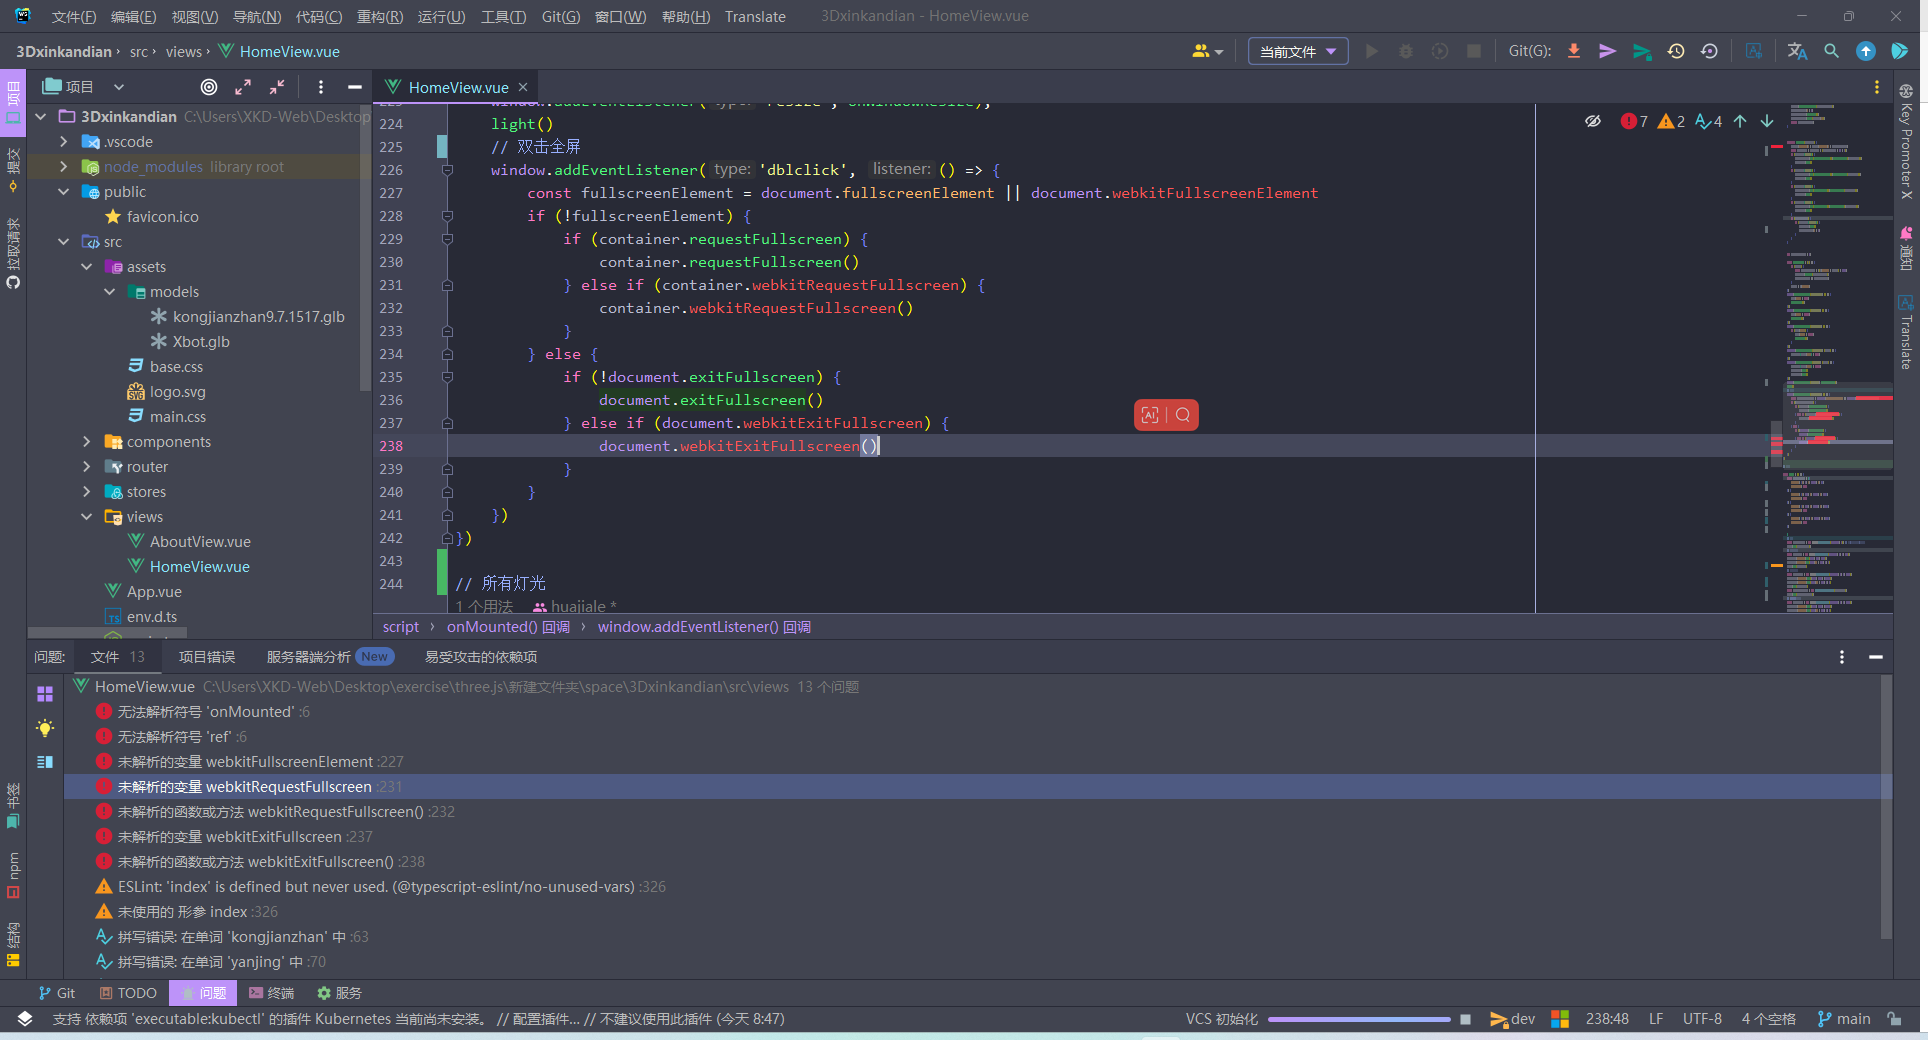 文件(F) 编辑(E) 视图(V) 导航(N) 代码(C) 重构(R) 运行(U) 工具(T) Git(G) 窗口(W) 帮助(H) Translate 3Dxinkandian - HomeView.vue
3Dxinkandian src views HomeView.vue
当前文件 Git(G):
项目
HomeView.vue
3Dxinkandian C:\Users\XKD-Web\Desktop
.vscode
node_modules library root
public
favicon.ico
src
assets
models
kongjianzhan9.7.1517.glb
Xbot.glb
base.css
logo.svg
main.css
components
router
stores
views
AboutView.vue
HomeView.vue
App.vue
env.d.ts
项目
提交
拉取请求
书签
npm
结构
7 2 4
224 light()
225 // 双击全屏
226 window.addEventListener( type: 'dblclick', listener: () => {
227 const fullscreenElement = document.fullscreenElement || document.webkitFullscreenElement
228 if (!fullscreenElement) {
229 if (container.requestFullscreen) {
230 container.requestFullscreen()
231 } else if (container.webkitRequestFullscreen) {
232 container.webkitRequestFullscreen()
233 }
234 } else {
235 if (!document.exitFullscreen) {
236 document.exitFullscreen()
237 } else if (document.webkitExitFullscreen) {
238 document.webkitExitFullscreen()
239 }
240 }
241 })
242 })
243
244 // 所有灯光
1 个用法 huajiale *
script onMounted() 回调 window.addEventListener() 回调
Key Promoter X
通知
Translate
问题: 文件 13 项目错误 服务器端分析 New 易受攻击的依赖项
HomeView.vue C:\Users\XKD-Web\Desktop\exercise\three.js\新建文件夹\space\3Dxinkandian\src\views 13 个问题
无法解析符号 'onMounted' :6
无法解析符号 'ref' :6
未解析的变量 webkitFullscreenElement :227
未解析的变量 webkitRequestFullscreen :231
未解析的函数或方法 webkitRequestFullscreen() :232
未解析的变量 webkitExitFullscreen :237
未解析的函数或方法 webkitExitFullscreen() :238
ESLint: 'index' is defined but never used. (@typescript-eslint/no-unused-vars) :326
未使用的 形参 index :326
拼写错误: 在单词 'kongjianzhan' 中 :63
拼写错误: 在单词 'yanjing' 中 :70
Git TODO 问题 终端 服务
支持 依赖项 'executable:kubectl' 的插件 Kubernetes 当前尚未安装。 // 配置插件... // 不建议使用此插件 (今天 8:47) VCS 初始化 dev 238:48 LF UTF-8 4 个空格 main